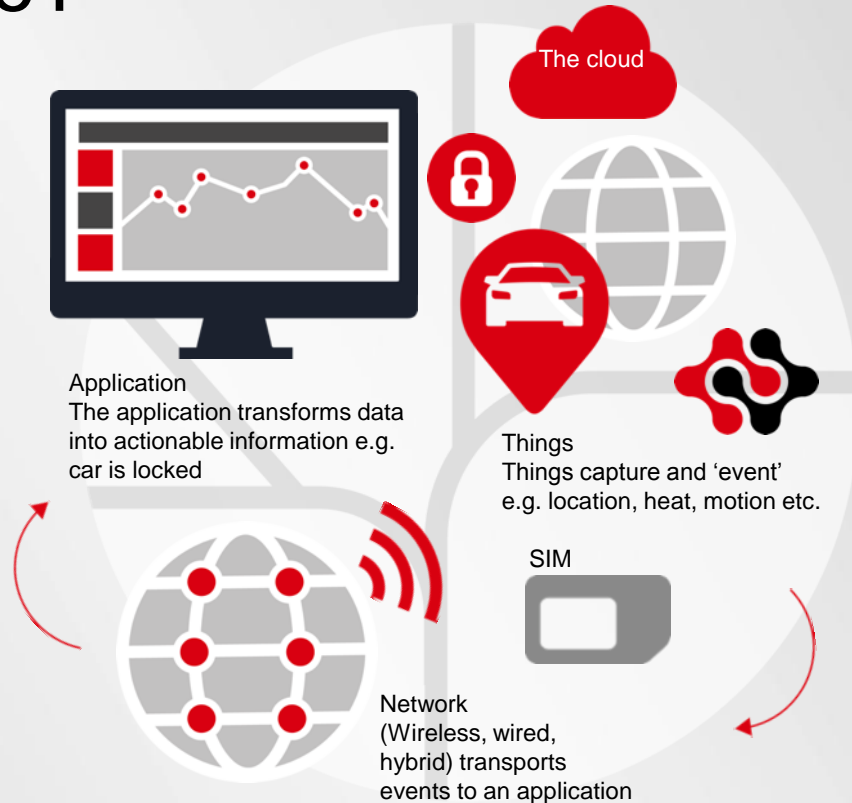 The cloud
Application
The application transforms data
into actionable information e.g.
car is locked
Things
Things capture and ‘event’
e.g. location, heat, motion etc.
SIM
Network
(Wireless, wired,
hybrid) transports
events to an application